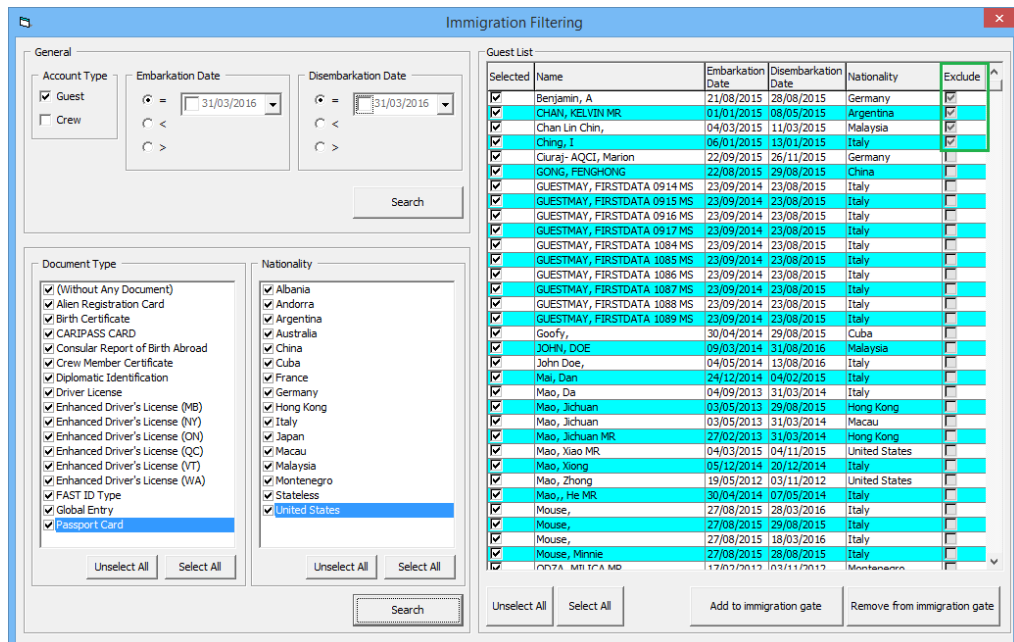 Immigration Filtering
General
Account Type
Guest
Crew
Embarkation Date
= 31/03/2016
<
>
Disembarkation Date
= 31/03/2016
<
>
Search
Document Type
(Without Any Document)
Alien Registration Card
Birth Certificate
CARIPASS CARD
Consular Report of Birth Abroad
Crew Member Certificate
Diplomatic Identification
Driver License
Enhanced Driver's License (MB)
Enhanced Driver's License (NY)
Enhanced Driver's License (ON)
Enhanced Driver's License (QC)
Enhanced Driver's License (VT)
Enhanced Driver's License (WA)
FAST ID Type
Global Entry
Passport Card
Unselect All Select All
Nationality
Albania
Andorra
Argentina
Australia
China
Cuba
France
Germany
Hong Kong
Italy
Japan
Macau
Malaysia
Montenegro
Stateless
United States
Unselect All Select All
Search
Guest List
Selected Name Embarkation Date Disembarkation Date Nationality Exclude
Benjamin, A 21/08/2015 28/08/2015 Germany
CHAN, KELVIN MR 01/01/2015 08/05/2015 Argentina
Chan Lin Chin, 04/03/2015 11/03/2015 Malaysia
Ching, I 06/01/2015 13/01/2015 Italy
Ciuraj- AQCI, Marion 22/09/2015 26/11/2015 Germany
GONG, FENGHONG 22/08/2015 29/08/2015 China
GUESTMAY, FIRSTDATA 0914 MS 23/09/2014 23/08/2015 Italy
GUESTMAY, FIRSTDATA 0915 MS 23/09/2014 23/08/2015 Italy
GUESTMAY, FIRSTDATA 0916 MS 23/09/2014 23/08/2015 Italy
GUESTMAY, FIRSTDATA 0917 MS 23/09/2014 23/08/2015 Italy
GUESTMAY, FIRSTDATA 1084 MS 23/09/2014 23/08/2015 Italy
GUESTMAY, FIRSTDATA 1085 MS 23/09/2014 23/08/2015 Italy
GUESTMAY, FIRSTDATA 1086 MS 23/09/2014 23/08/2015 Italy
GUESTMAY, FIRSTDATA 1087 MS 23/09/2014 23/08/2015 Italy
GUESTMAY, FIRSTDATA 1088 MS 23/09/2014 23/08/2015 Italy
GUESTMAY, FIRSTDATA 1089 MS 23/09/2014 23/08/2015 Italy
Goofy, 30/04/2014 29/08/2015 Cuba
JOHN, DOE 09/03/2014 31/08/2016 Malaysia
John Doe, 04/05/2014 13/08/2016 Italy
Mai, Dan 24/12/2014 04/02/2015 Italy
Mao, Da 04/09/2013 31/03/2014 Italy
Mao, Jichuan 03/05/2013 29/08/2015 Hong Kong
Mao, Jichuan 03/05/2013 31/03/2014 Macau
Mao, Jichuan MR 27/02/2013 31/03/2014 Hong Kong
Mao, Xiao MR 04/03/2015 04/11/2015 United States
Mao, Xiong 05/12/2014 20/12/2014 Italy
Mao, Zhong 19/05/2012 03/11/2012 United States
Mao,, He MR 30/04/2014 07/05/2014 Italy
Mouse, 27/08/2015 28/03/2016 Italy
Mouse, 27/08/2015 29/08/2015 Italy
Mouse, 27/08/2015 18/03/2016 Italy
Mouse, Minnie 27/08/2015 28/08/2015 Italy
ODZA, MILICA MR 17/02/2012 03/11/2012 Montenegro
Unselect All Select All Add to immigration gate Remove from immigration gate